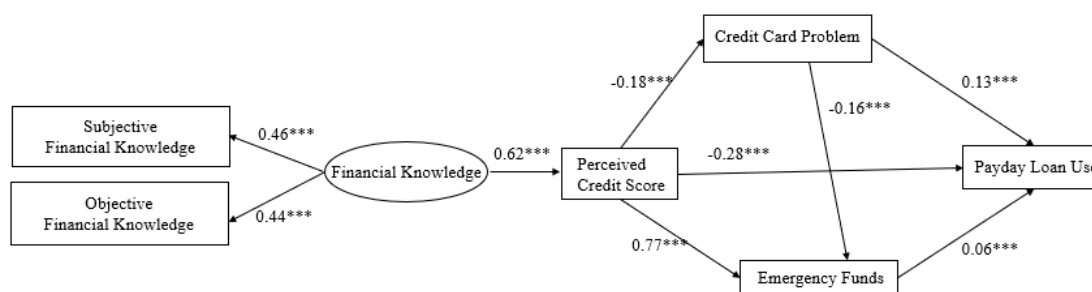 Credit Card Problem
-0.18***
0.13***
-0.16***
Subjective
Financial Knowledge
0.46***
Financial Knowledge
0.62***
Perceived
Credit Score
-0.28***
Payday Loan Use
Objective
Financial Knowledge
0.44***
0.77***
0.06***
Emergency Funds